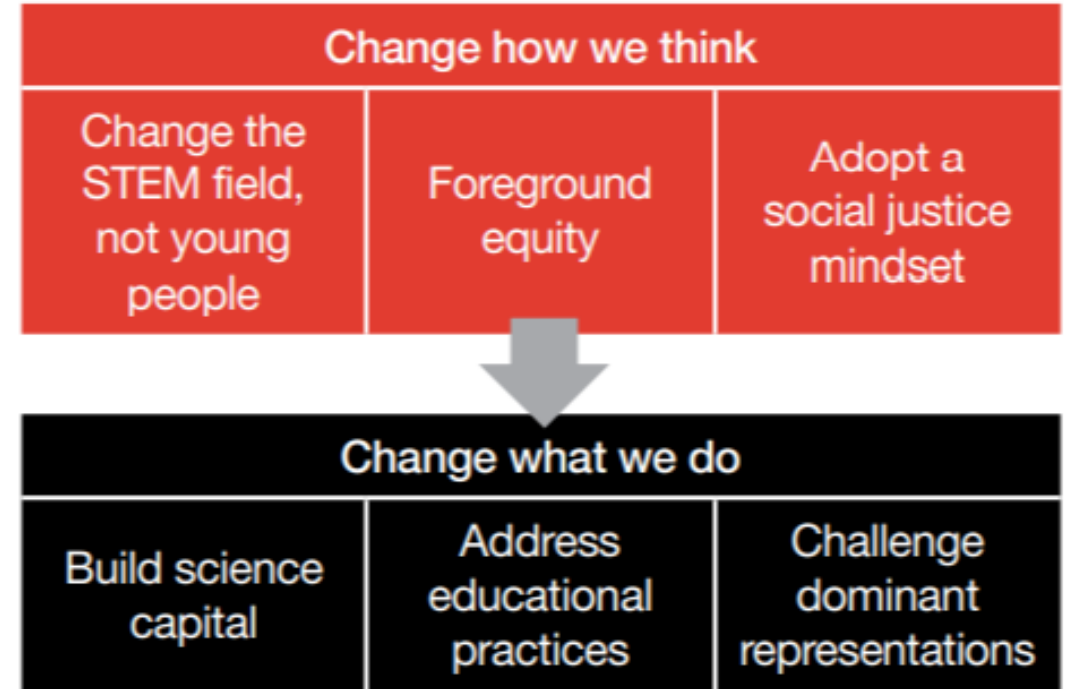 Change how we think
Change the
STEM field,
not young
people
Foreground
equity
Adopt a
social justice
mindset
Change what we do
Build science
capital
Address
educational
practices
Challenge
dominant
representations